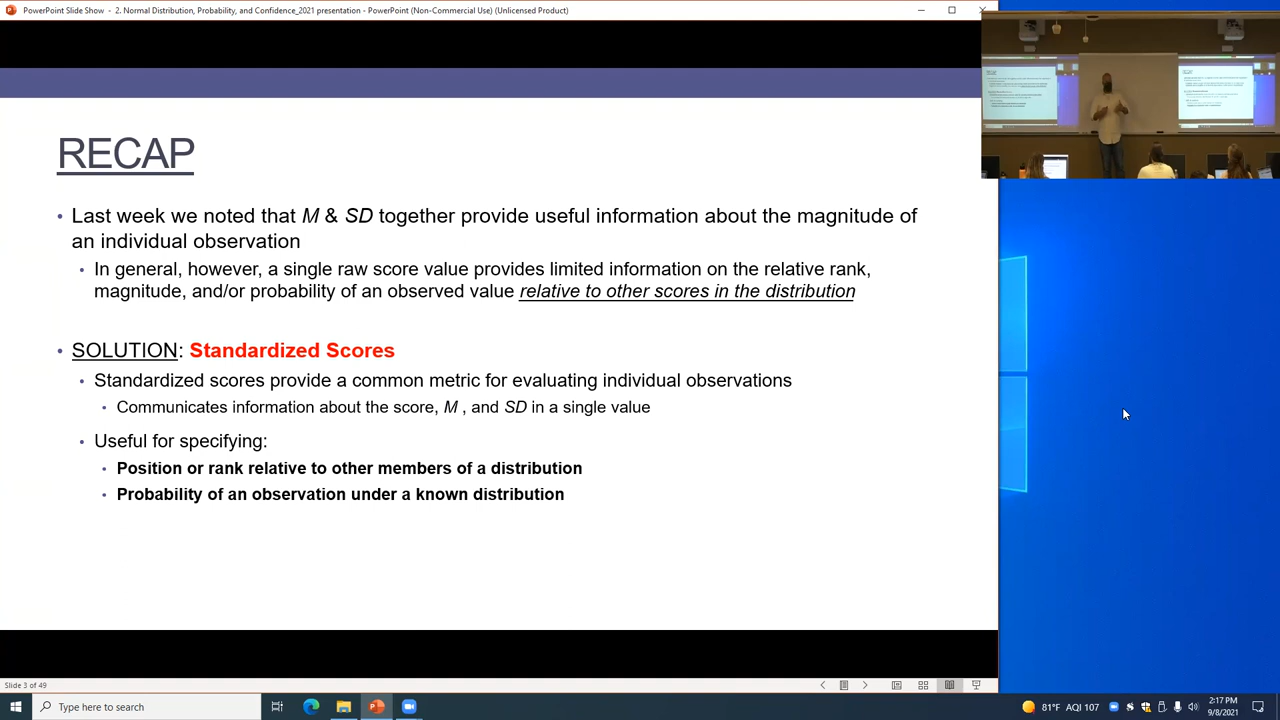 PowerPoint Slide Show - 2. Normal Distribution, Probability, and Confidence_2021 presentation - PowerPoint (Non-Commercial Use) (Unlicensed Product)
RECAP
• Last week we noted that M & SD together provide useful information about the magnitude of
an individual observation
• In general, however, a single raw score value provides limited information on the relative rank,
magnitude, and/or probability of an observed value relative to other scores in the distribution
• SOLUTION: Standardized Scores
• Standardized scores provide a common metric for evaluating individual observations
• Communicates information about the score, M , and SD in a single value
• Useful for specifying:
• Position or rank relative to other members of a distribution
• Probability of an observation under a known distribution
Slide 3 of 49
Type here to search
81°F AQI 107
2:17 PM
9/8/2021